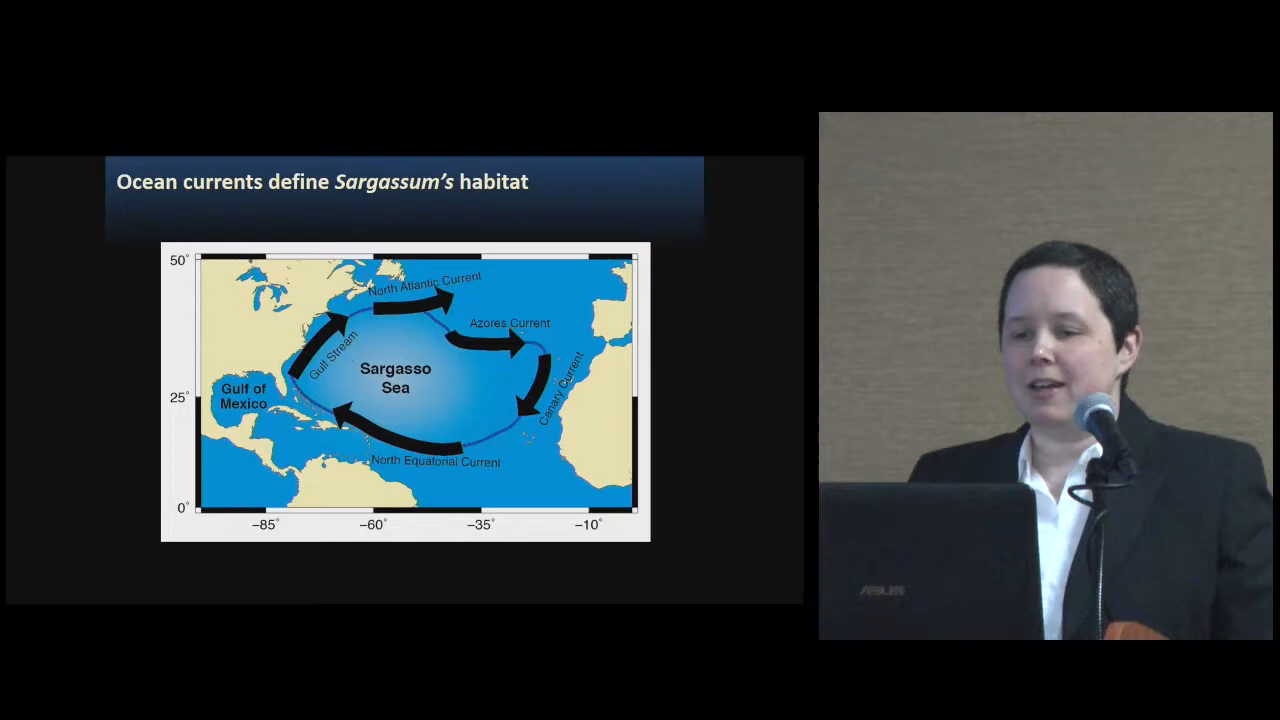 Ocean currents define Sargassum's habitat
50°
25°
0°
−85°
−60°
−35°
−10°
North Atlantic Current
Azores Current
Gulf Stream
Canary Current
Sargasso
Sea
Gulf of
Mexico
North Equatorial Current
ASUS